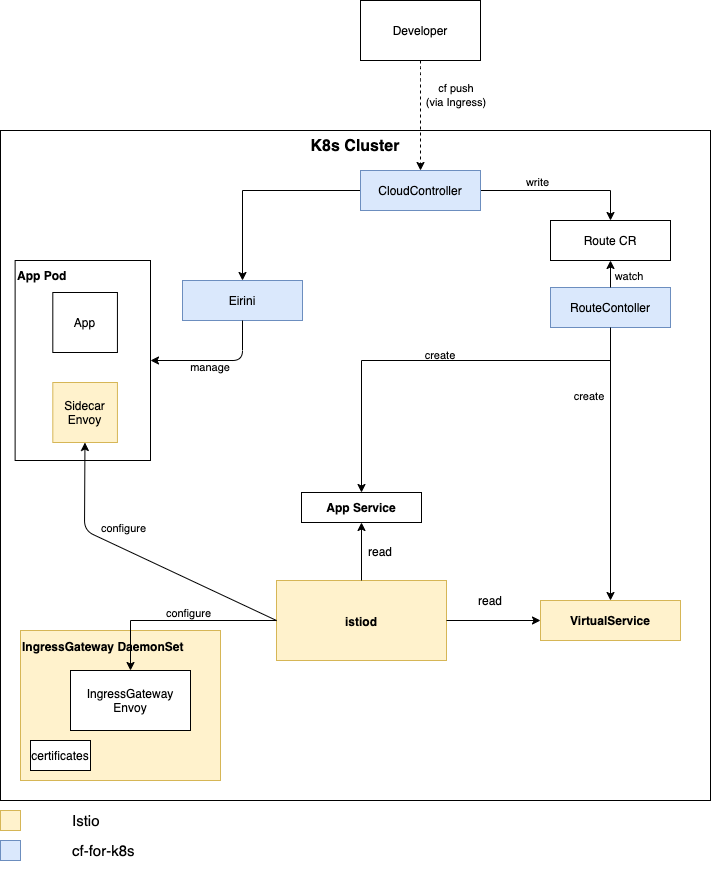 Developer
cf push
(via Ingress)
K8s Cluster
CloudController
write
Route CR
watch
RouteContoller
App Pod
App
Eirini
manage
Sidecar
Envoy
create
create
App Service
configure
read
istiod
read
VirtualService
configure
IngressGateway DaemonSet
IngressGateway
Envoy
certificates
Istio
cf-for-k8s